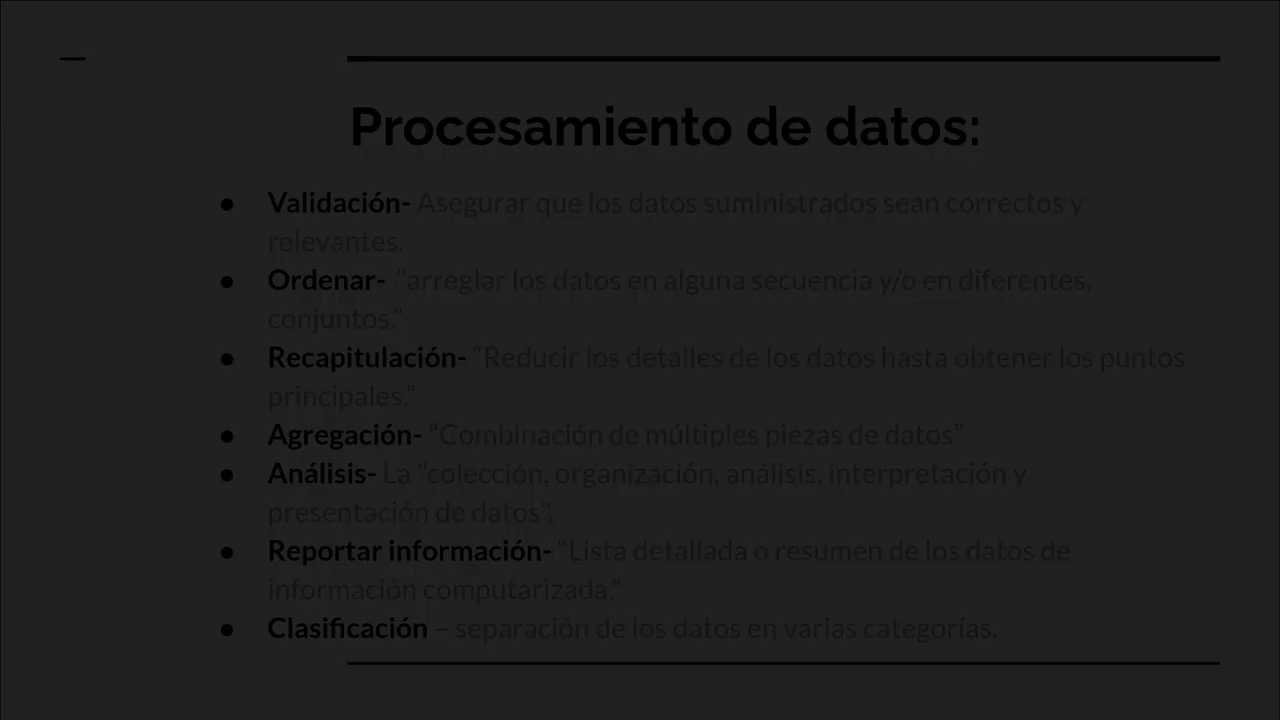 Procesamiento de datos:
● Validación- Asegurar que los datos suministrados sean correctos y
relevantes.
● Ordenar- "arreglar los datos en alguna secuencia y/o en diferentes.
conjuntos."
● Recapitulación- “Reducir los detalles de los datos hasta obtener los puntos
principales.”
● Agregación- “Combinación de múltiples piezas de datos”
● Análisis- La "colección, organización, análisis, interpretación y
presentación de datos".
● Reportar información- “Lista detallada o resumen de los datos de
información computarizada.”
● Clasificación – separación de los datos en varias categorías.